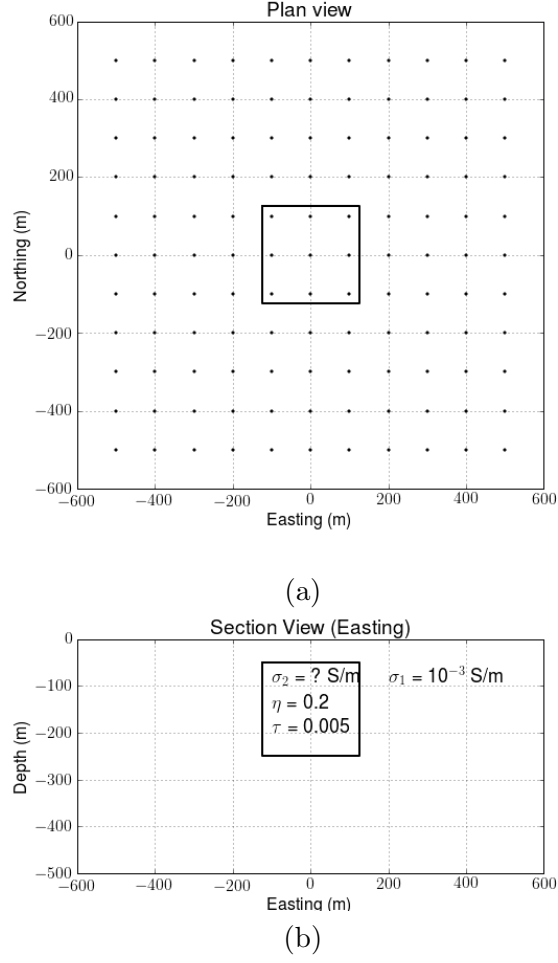 Plan view
600
400
200
0
−200
−400
−600
−600 −400 −200 0 200 400 600
Northing (m)
Easting (m)
(a)
Section View (Easting)
0
−100
−200
−300
−400
−500
−600 −400 −200 0 200 400 600
Depth (m)
σ₂ = ? S/m
σ₁ = 10⁻³ S/m
η = 0.2
τ = 0.005
Easting (m)
(b)